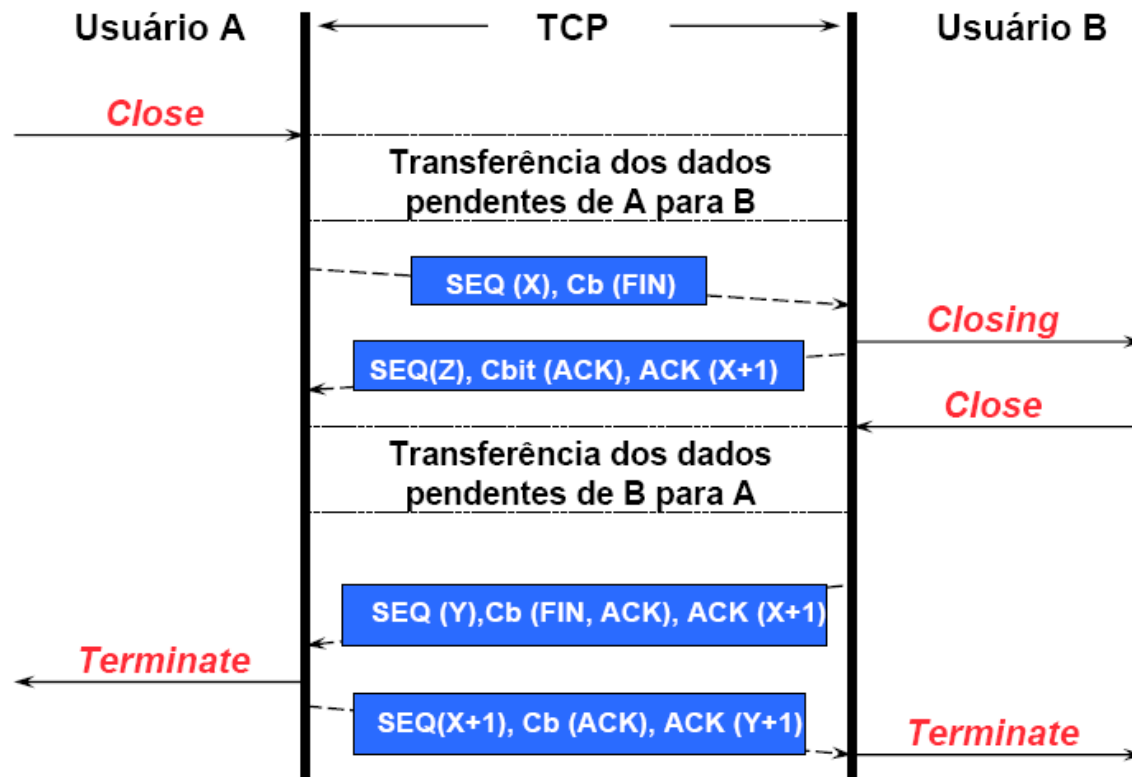 Usuário A
TCP
Usuário B
Close
Transferência dos dados
pendentes de A para B
SEQ (X), Cb (FIN)
Closing
SEQ(Z), Cbit (ACK), ACK (X+1)
Close
Transferência dos dados
pendentes de B para A
SEQ (Y),Cb (FIN, ACK), ACK (X+1)
Terminate
SEQ(X+1), Cb (ACK), ACK (Y+1)
Terminate